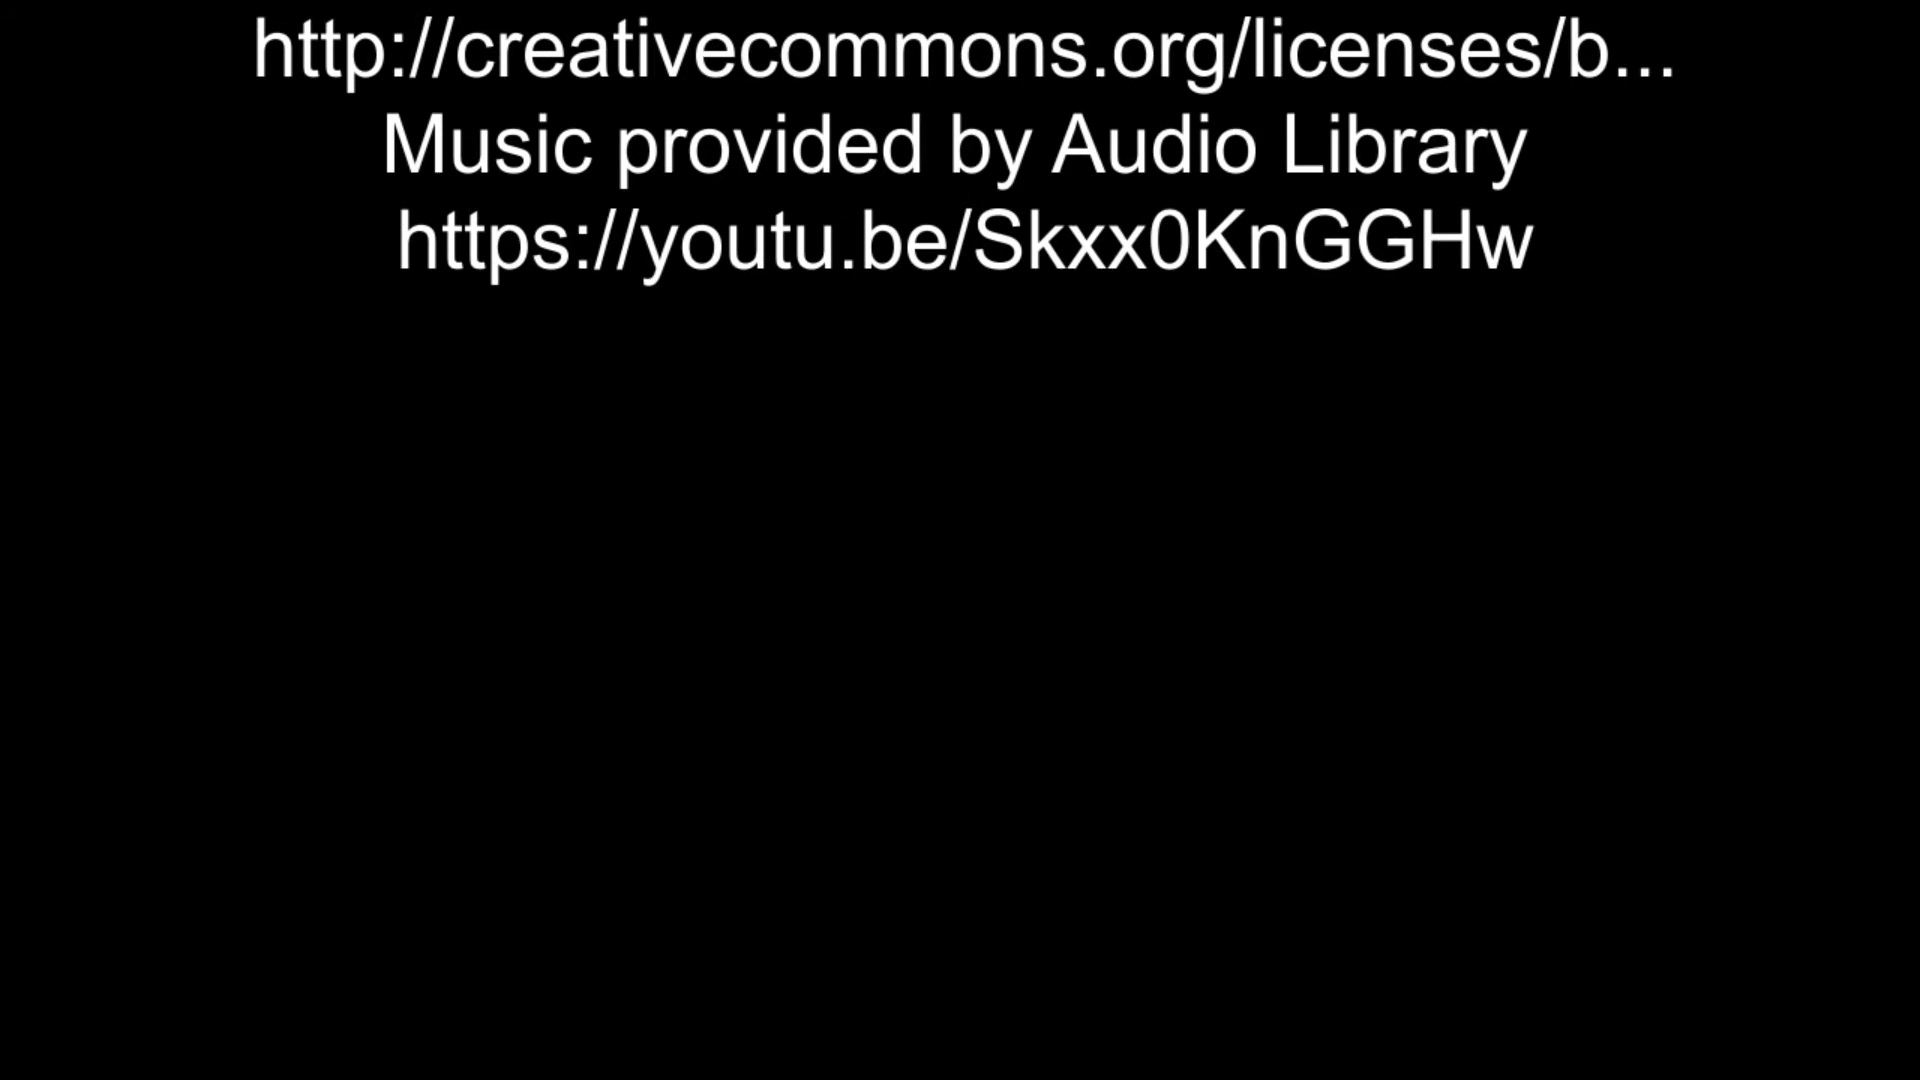 http://creativecommons.org/licenses/b...
Music provided by Audio Library
https://youtu.be/Skxx0KnGGHw